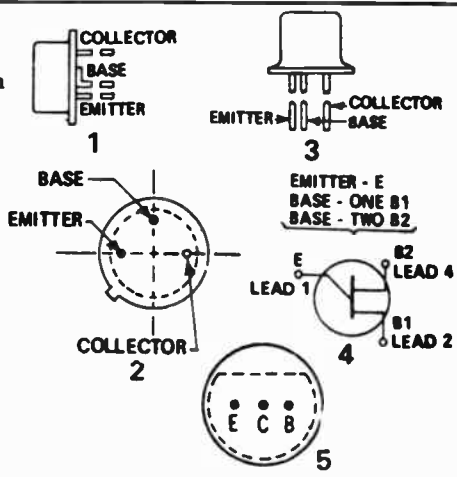 COLLECTOR
BASE
EMITTER
1
EMITTER
COLLECTOR
BASE
3
BASE
EMITTER
COLLECTOR
2
EMITTER - E
BASE - ONE B1
BASE - TWO B2
E
LEAD 1
B2
LEAD 4
B1
LEAD 2
4
E C B
5